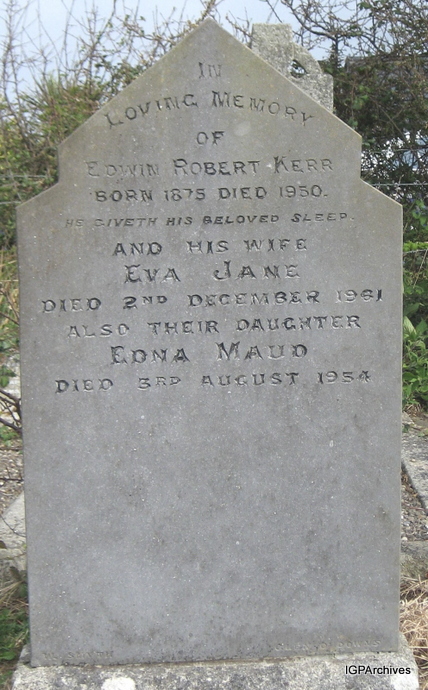 IN
LOVING MEMORY
OF
EDWIN ROBERT KERR
BORN 1875 DIED 1950.
HE GIVETH HIS BELOVED SLEEP.
AND HIS WIFE
EVA JANE
DIED 2ND DECEMBER 1961
ALSO THEIR DAUGHTER
EDNA MAUD
DIED 3RD AUGUST 1954
IGPArchives